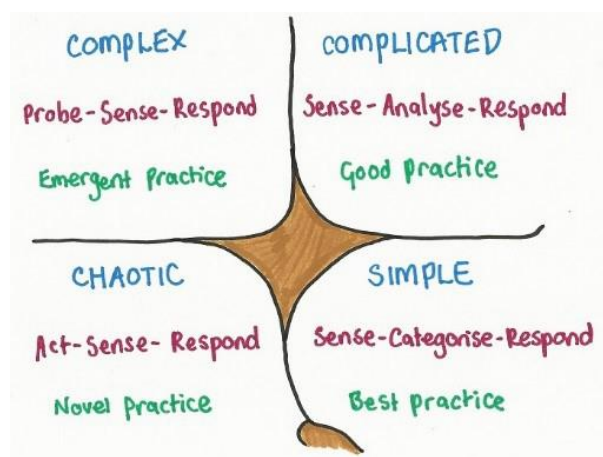 COMPLEX
Probe-Sense-Respond
Emergent Practice
COMPLICATED
Sense-Analyse-Respond
Good practice
CHAOTIC
Act-Sense-Respond
Novel Practice
SIMPLE
Sense-Categorise-Respond
Best practice